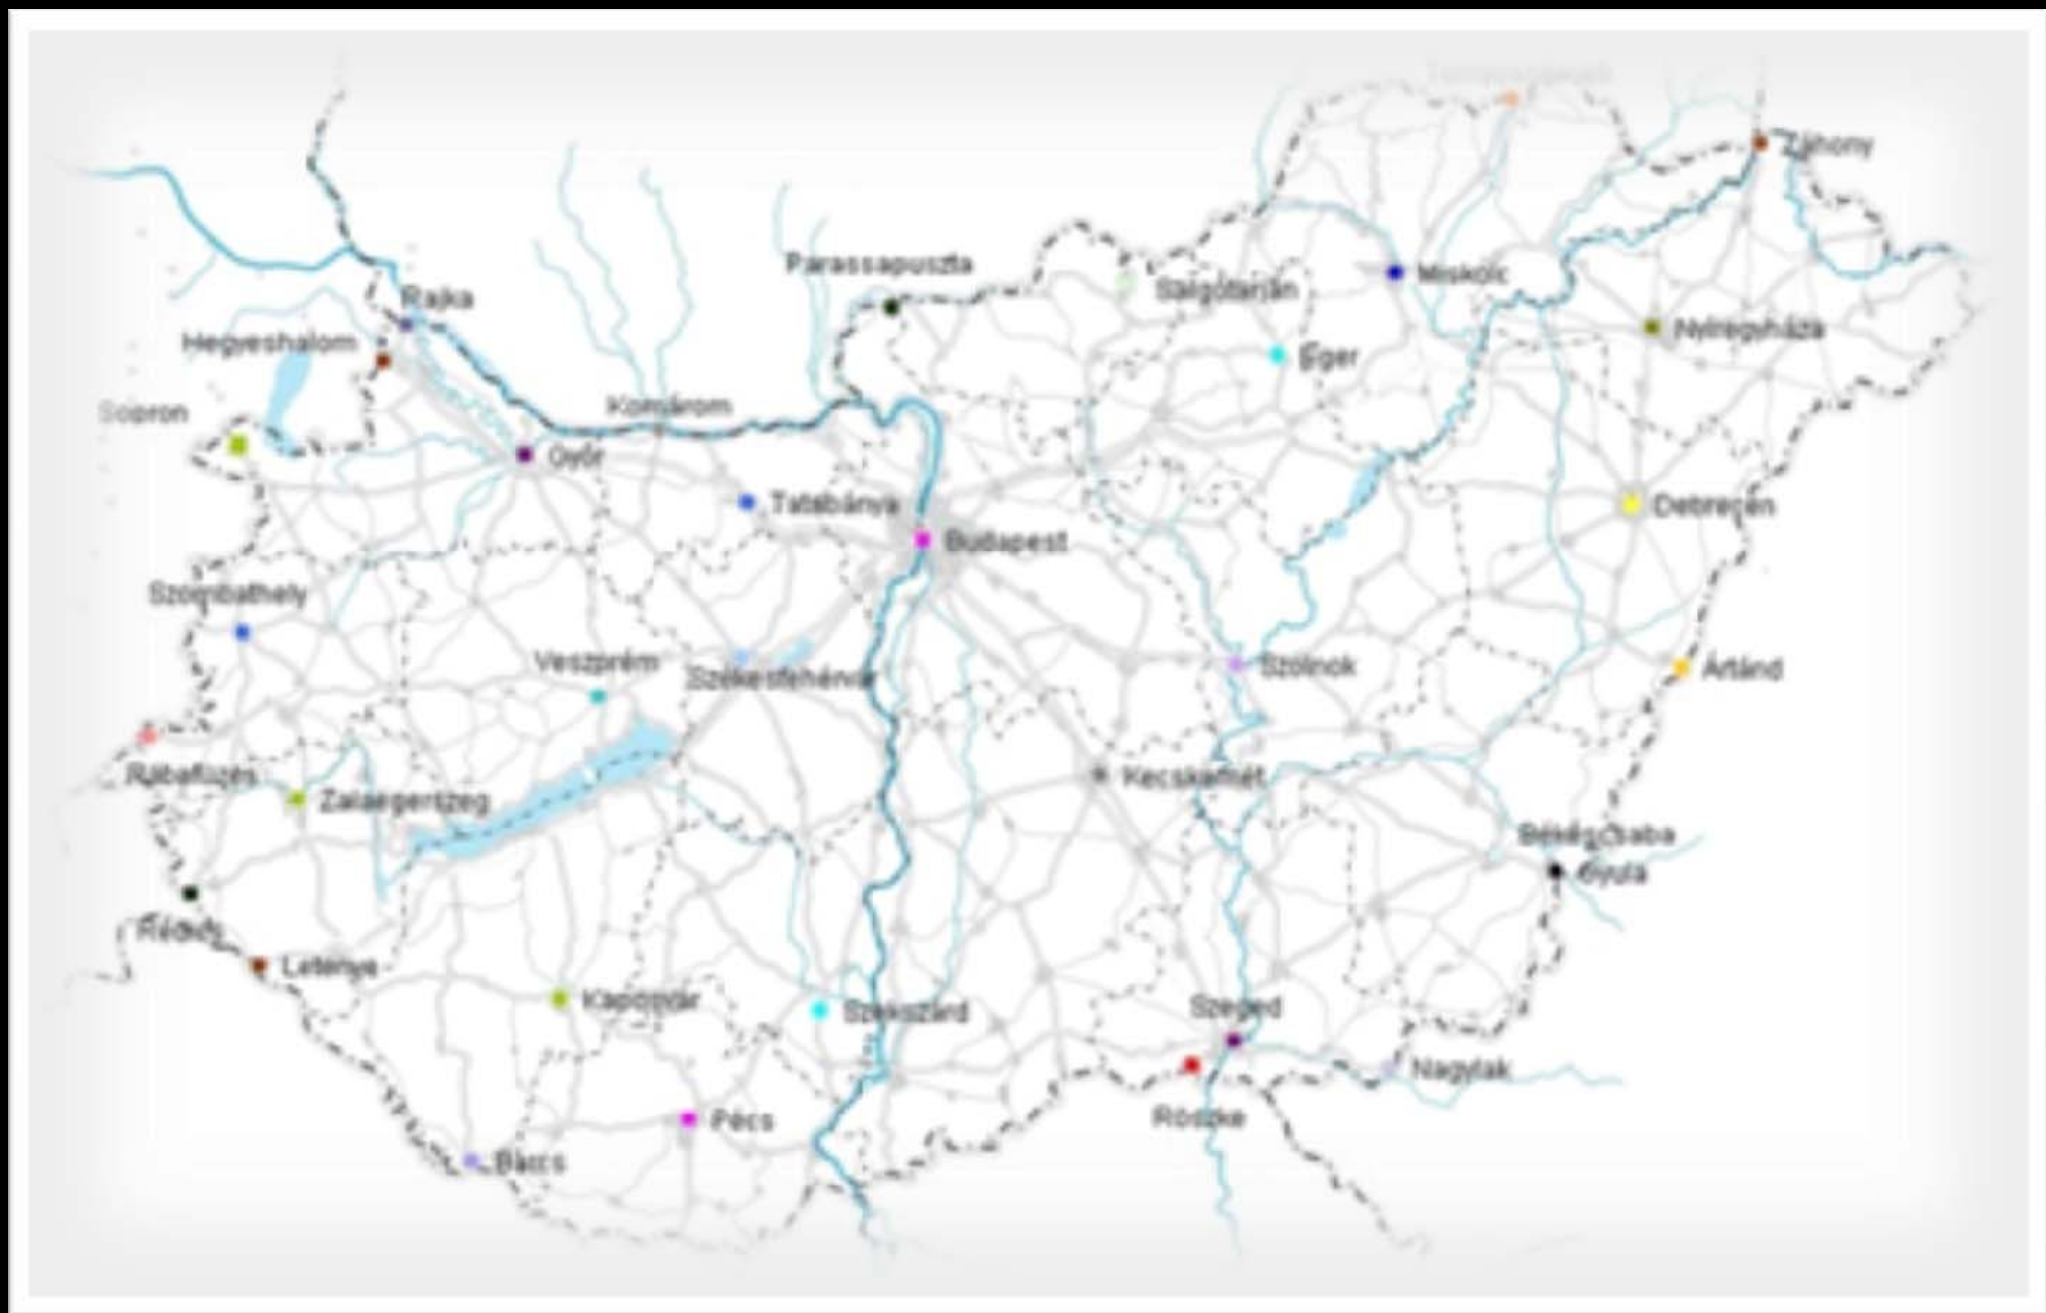 Záhony
Parassapuszta
Salgótarján
Miskolc
Rajka
Nyíregyháza
Hegyeshalom
Eger
Sopron
Komárom
Győr
Tatabánya
Debrecen
Budapest
Szombathely
Veszprém
Székesfehérvár
Szolnok
Ártánd
Rábafüzes
Kecskemét
Zalaegerszeg
Békéscsaba
Gyula
Rédics
Letenye
Kaposvár
Szekszárd
Szeged
Nagylak
Pécs
Röszke
Barcs